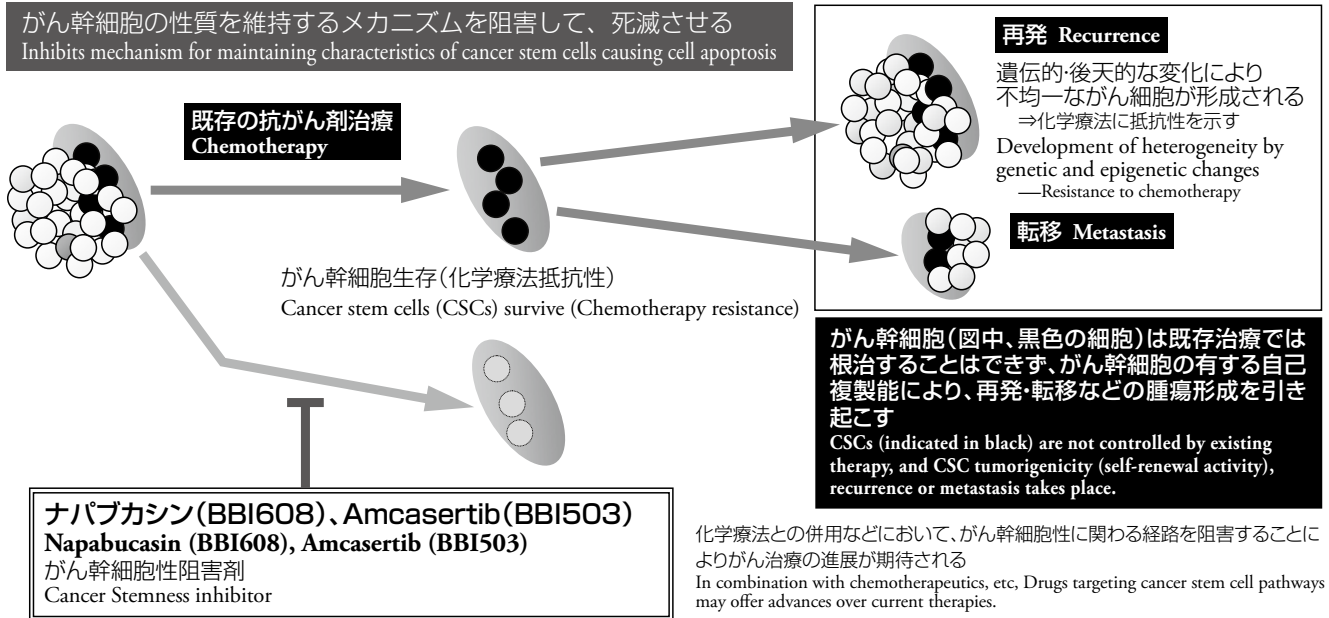 がん幹細胞の性質を維持するメカニズムを阻害して、死滅させる
Inhibits mechanism for maintaining characteristics of cancer stem cells causing cell apoptosis
既存の抗がん剤治療
Chemotherapy
がん幹細胞生存(化学療法抵抗性)
Cancer stem cells (CSCs) survive (Chemotherapy resistance)
再発 Recurrence
遺伝的・後天的な変化により
不均一ながん細胞が形成される
⇒化学療法に抵抗性を示す
Development of heterogeneity by
genetic and epigenetic changes
—Resistance to chemotherapy
転移 Metastasis
がん幹細胞(図中、黒色の細胞)は既存治療では
根治することはできず、がん幹細胞の有する自己
複製能により、再発・転移などの腫瘍形成を引き
起こす
CSCs (indicated in black) are not controlled by existing
therapy, and CSC tumorigenicity (self-renewal activity),
recurrence or metastasis takes place.
ナパブカシン(BBI608)、Amcasertib(BBI503)
Napabucasin (BBI608), Amcasertib (BBI503)
がん幹細胞性阻害剤
Cancer Stemness inhibitor
化学療法との併用などにおいて、がん幹細胞性に関わる経路を阻害することに
よりがん治療の進展が期待される
In combination with chemotherapeutics, etc, Drugs targeting cancer stem cell pathways
may offer advances over current therapies.